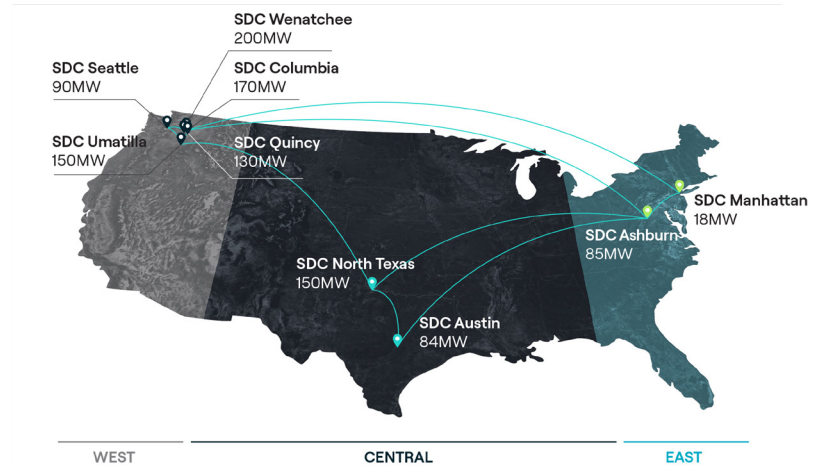 SDC Wenatchee
200MW
SDC Seattle
90MW
SDC Columbia
170MW
SDC Umatilla
150MW
SDC Quincy
130MW
SDC Manhattan
18MW
SDC Ashburn
85MW
SDC North Texas
150MW
SDC Austin
84MW
WEST
CENTRAL
EAST